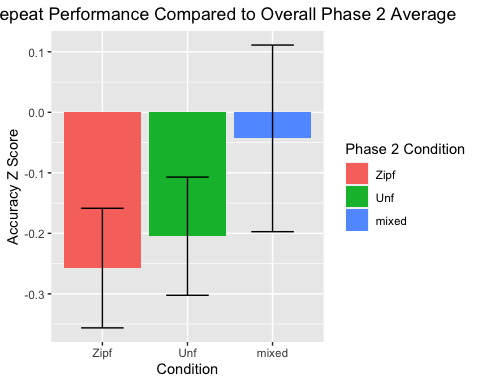 epeat Performance Compared to Overall Phase 2 Average
0.1
0.0
-0.1
-0.2
-0.3
Accuracy Z Score
Zipf
Unf
mixed
Condition
Phase 2 Condition
Zipf
Unf
mixed